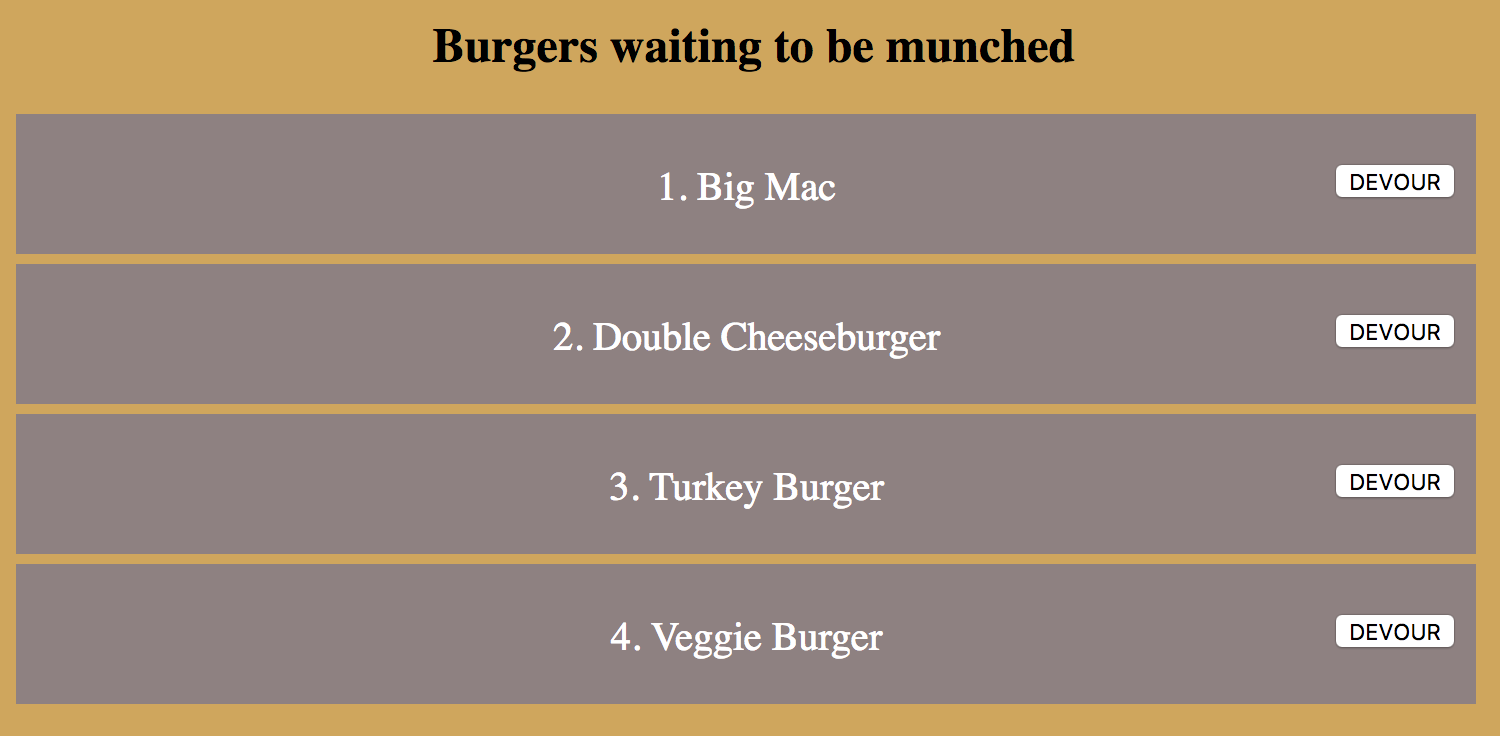 Burgers waiting to be munched
1. Big Mac
DEVOUR
2. Double Cheeseburger
DEVOUR
3. Turkey Burger
DEVOUR
4. Veggie Burger
DEVOUR